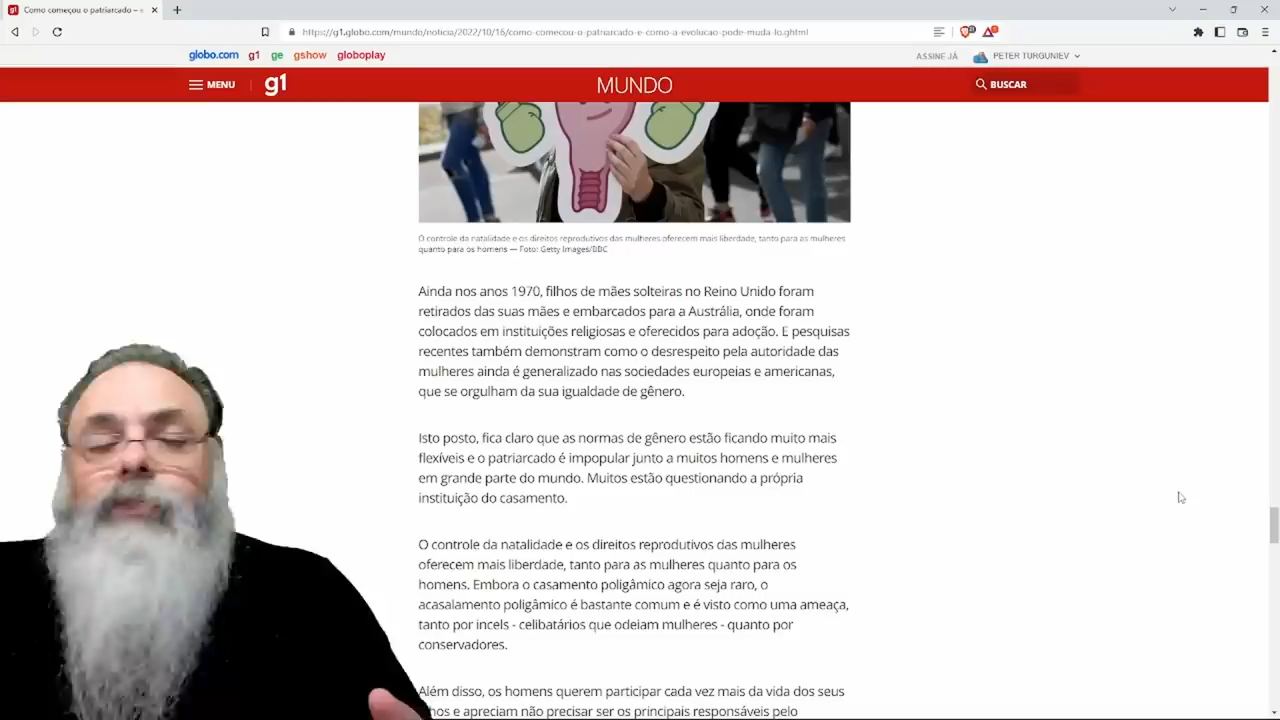 g1 Como começou o patriarcado – e
https://g1.globo.com/mundo/noticia/2022/10/16/como-comecou-o-patriarcado-e-como-a-evolucao-pode-muda-lo.ghtml
globo.com g1 ge gshow globoplay ASSINE JÁ PETER TURGUNIEV
MENU g1 MUNDO BUSCAR
O controle da natalidade e os direitos reprodutivos das mulheres oferecem mais liberdade, tanto para as mulheres
quanto para os homens — Foto: Getty Images/BBC
Ainda nos anos 1970, filhos de mães solteiras no Reino Unido foram
retirados das suas mães e embarcados para a Austrália, onde foram
colocados em instituições religiosas e oferecidos para adoção. E pesquisas
recentes também demonstram como o desrespeito pela autoridade das
mulheres ainda é generalizado nas sociedades europeias e americanas,
que se orgulham da sua igualdade de gênero.
Isto posto, fica claro que as normas de gênero estão ficando muito mais
flexíveis e o patriarcado é impopular junto a muitos homens e mulheres
em grande parte do mundo. Muitos estão questionando a própria
instituição do casamento.
O controle da natalidade e os direitos reprodutivos das mulheres
oferecem mais liberdade, tanto para as mulheres quanto para os
homens. Embora o casamento poligâmico agora seja raro, o
acasalamento poligâmico é bastante comum e é visto como uma ameaça,
tanto por incels - celibatários que odeiam mulheres - quanto por
conservadores.
Além disso, os homens querem participar cada vez mais da vida dos seus
lhos e apreciam não precisar ser os principais responsáveis pelo